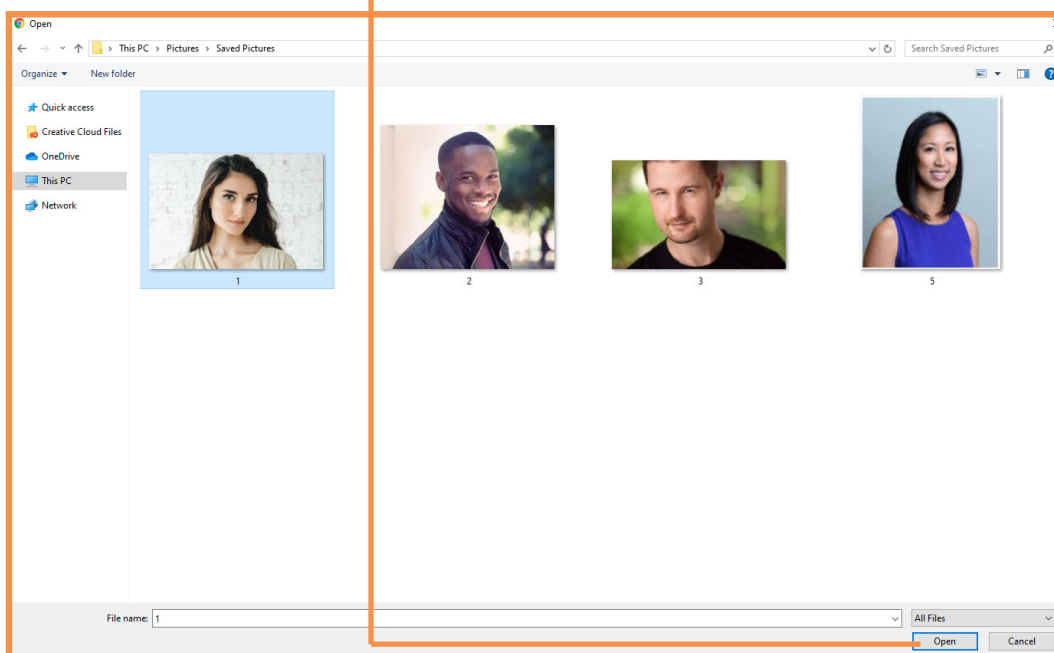 Open
This PC > Pictures > Saved Pictures
Search Saved Pictures
Organize
New folder
Quick access
Creative Cloud Files
OneDrive
This PC
Network
1
2
3
5
File name: 1
All Files
Open
Cancel